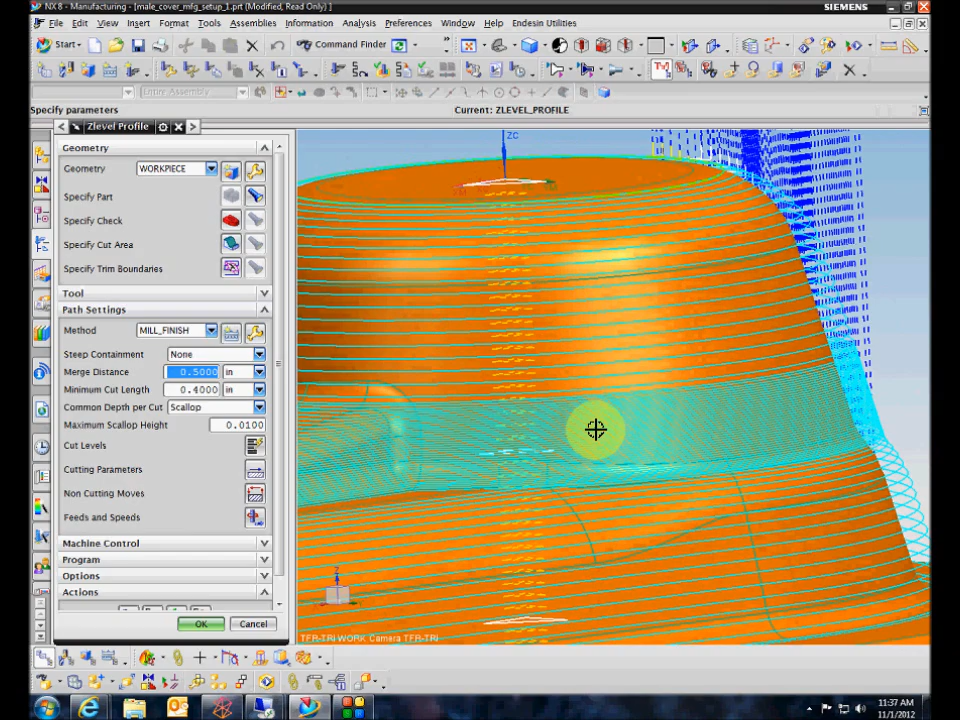 NX 8 - Manufacturing - [male_cover_mfg_setup_1.prt (Modified, Read Only) ]
SIEMENS
File Edit View Insert Format Tools Assemblies Information Analysis Preferences Window Help Endesin Utilities
Start
Command Finder
Entire Assembly
Specify parameters
Current: ZLEVEL_PROFILE
Zlevel Profile
Geometry
Geometry WORKPIECE
Specify Part
Specify Check
Specify Cut Area
Specify Trim Boundaries
Tool
Path Settings
Method MILL_FINISH
Steep Containment None
Merge Distance 0.5000 in
Minimum Cut Length 0.4000 in
Common Depth per Cut Scallop
Maximum Scallop Height 0.0100
Cut Levels
Cutting Parameters
Non Cutting Moves
Feeds and Speeds
Machine Control
Program
Options
Actions
OK Cancel
ZC
Z
TFR-TRI WORK Camera TFR-TRI
11:37 AM
11/1/2012